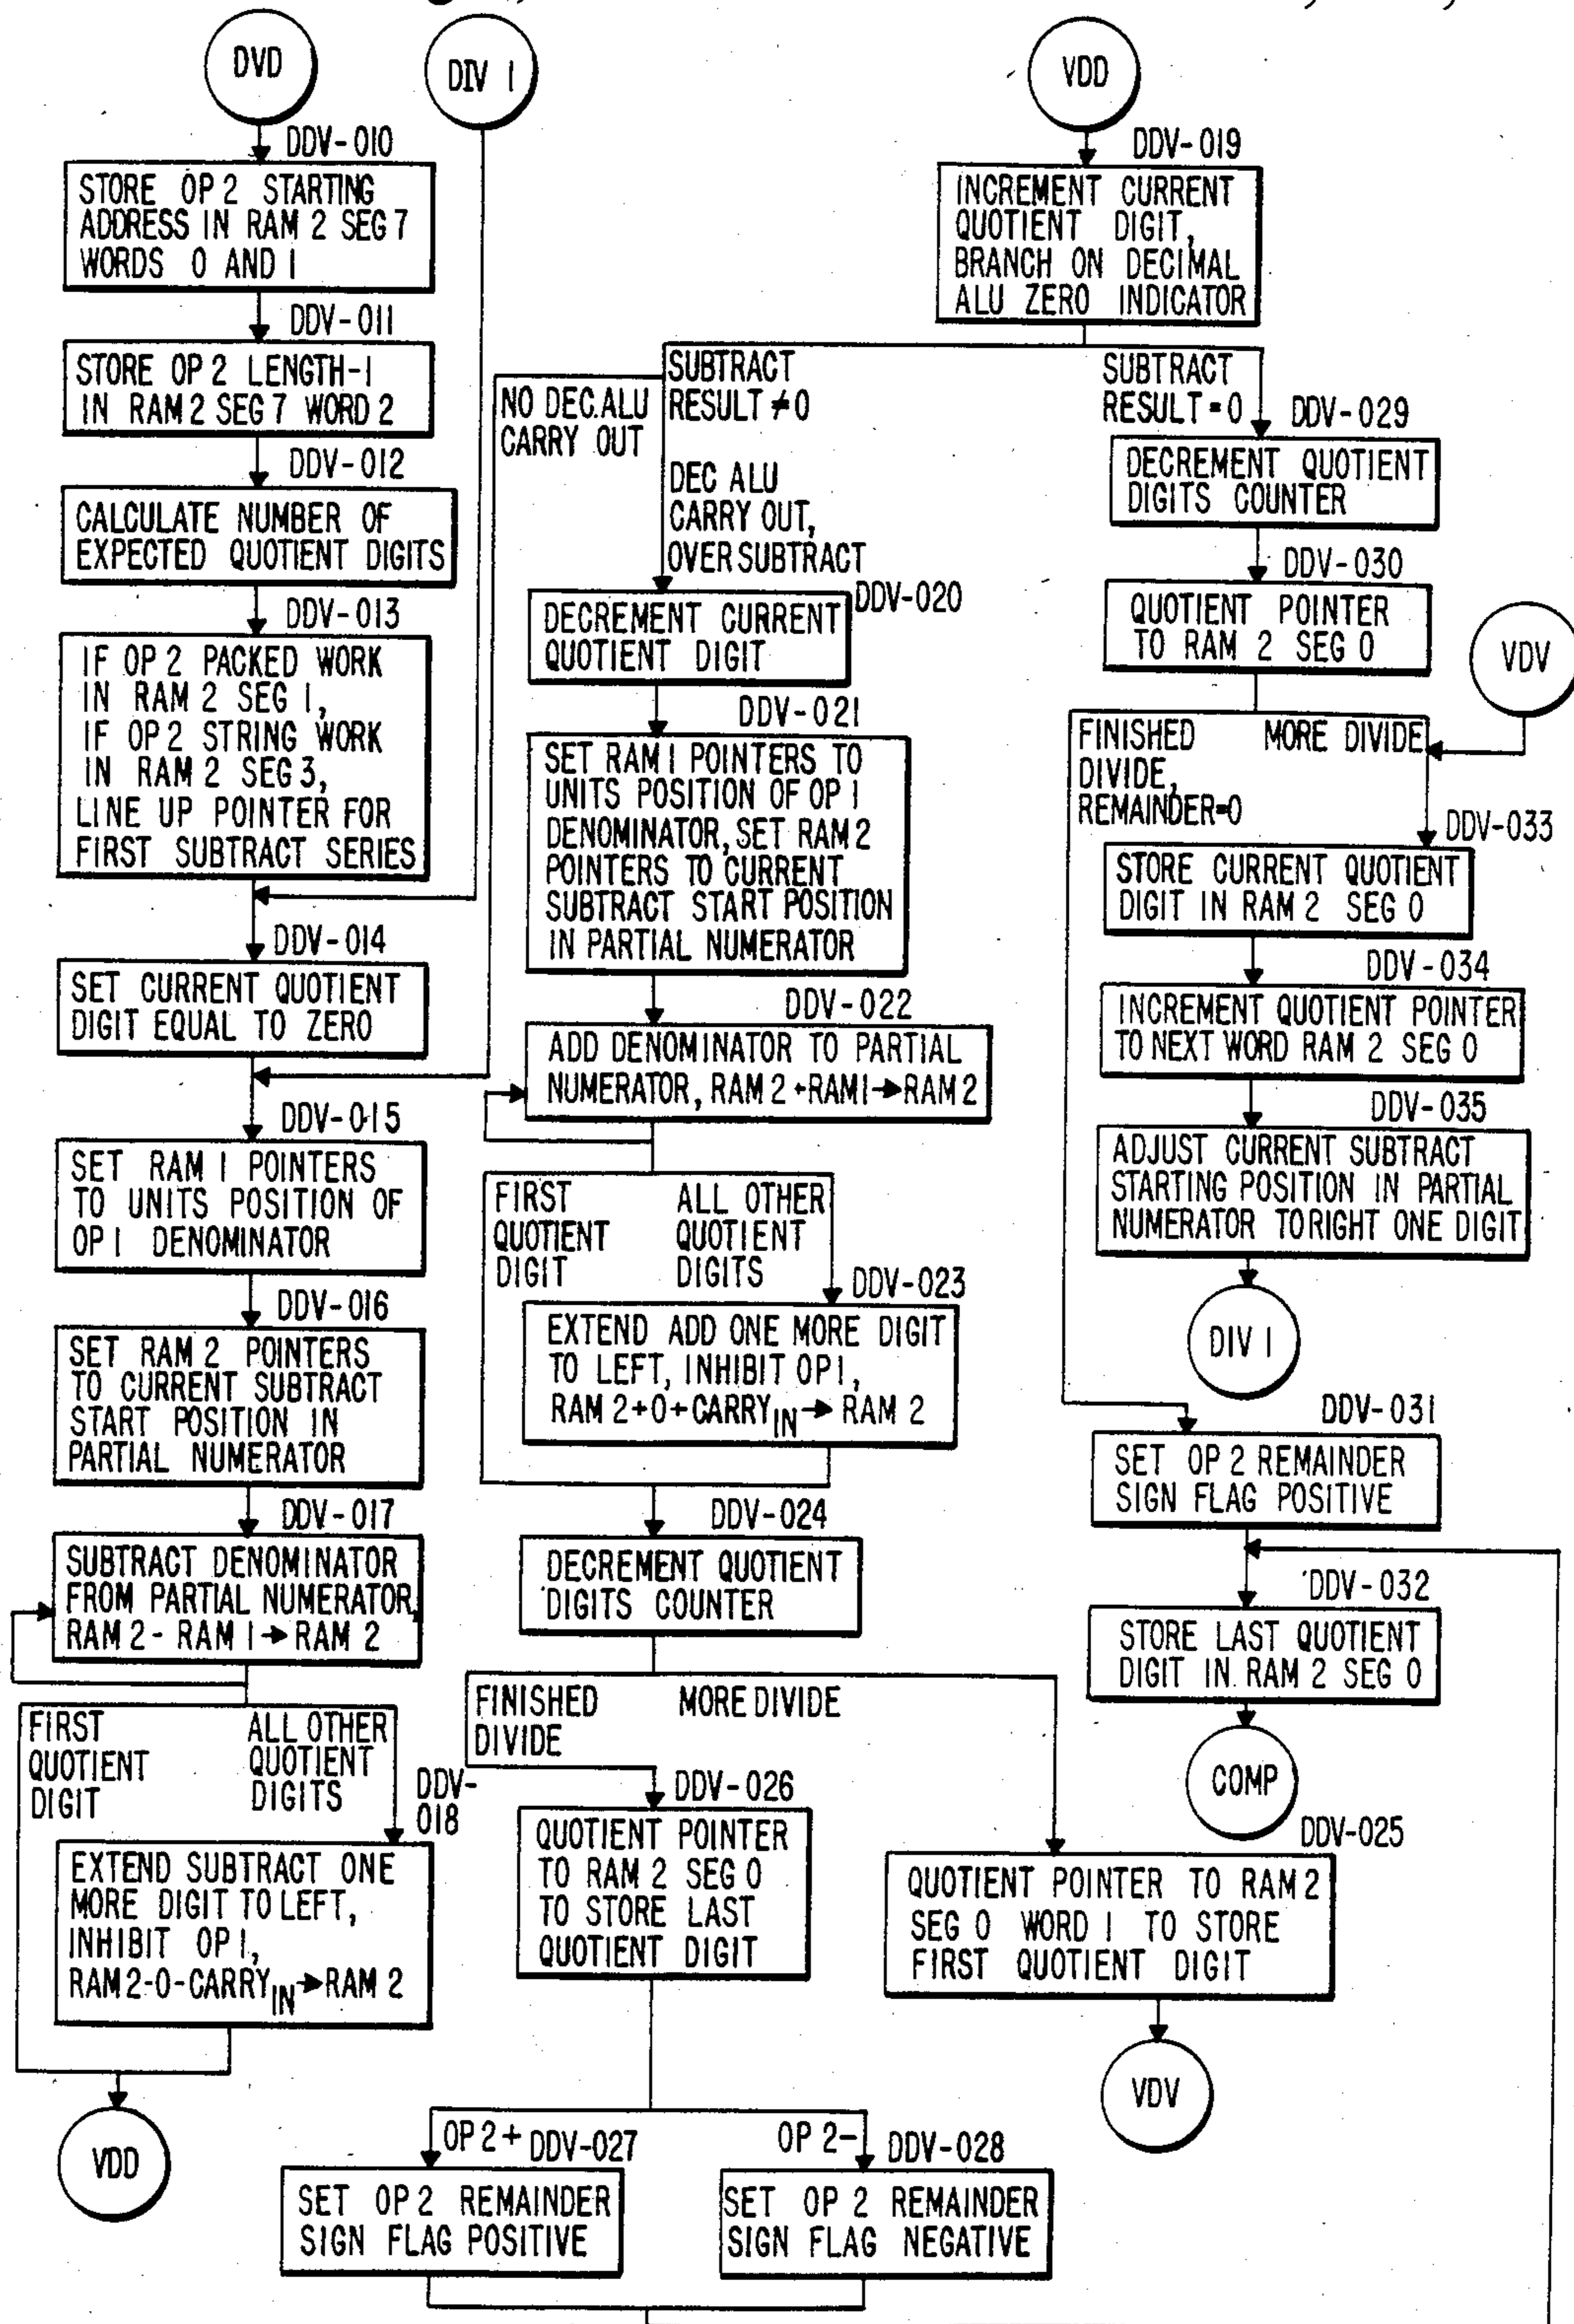 DVD
DDV-010
STORE OP 2 STARTING
ADDRESS IN RAM 2 SEG 7
WORDS 0 AND 1
DDV-011
STORE OP 2 LENGTH-1
IN RAM 2 SEG 7 WORD 2
DDV-012
CALCULATE NUMBER OF
EXPECTED QUOTIENT DIGITS
DDV-013
IF OP 2 PACKED WORK
IN RAM 2 SEG 1,
IF OP 2 STRING WORK
IN RAM 2 SEG 3,
LINE UP POINTER FOR
FIRST SUBTRACT SERIES
DIV 1
DDV-014
SET CURRENT QUOTIENT
DIGIT EQUAL TO ZERO
DDV-015
SET RAM 1 POINTERS
TO UNITS POSITION OF
OP 1 DENOMINATOR
DDV-016
SET RAM 2 POINTERS
TO CURRENT SUBTRACT
START POSITION IN
PARTIAL NUMERATOR
DDV-017
SUBTRACT DENOMINATOR
FROM PARTIAL NUMERATOR,
RAM 2 - RAM 1 → RAM 2
FIRST
QUOTIENT
DIGIT
ALL OTHER
QUOTIENT
DIGITS
DDV-
018
EXTEND SUBTRACT ONE
MORE DIGIT TO LEFT,
INHIBIT OP 1,
RAM 2-0-CARRY IN → RAM 2
VDD
VDD
DDV-019
INCREMENT CURRENT
QUOTIENT DIGIT,
BRANCH ON DECIMAL
ALU ZERO INDICATOR
NO DEC. ALU
CARRY OUT
SUBTRACT
RESULT ≠ 0
DEC ALU
CARRY OUT,
OVER SUBTRACT
DDV-020
DECREMENT CURRENT
QUOTIENT DIGIT
DDV-021
SET RAM 1 POINTERS TO
UNITS POSITION OF OP 1
DENOMINATOR, SET RAM 2
POINTERS TO CURRENT
SUBTRACT START POSITION
IN PARTIAL NUMERATOR
DDV-022
ADD DENOMINATOR TO PARTIAL
NUMERATOR, RAM 2 + RAM 1 → RAM 2
FIRST
QUOTIENT
DIGIT
ALL OTHER
QUOTIENT
DIGITS
DDV-023
EXTEND ADD ONE MORE DIGIT
TO LEFT, INHIBIT OP 1,
RAM 2+0+CARRY IN → RAM 2
DDV-024
DECREMENT QUOTIENT
DIGITS COUNTER
FINISHED
DIVIDE
MORE DIVIDE
DDV-026
QUOTIENT POINTER
TO RAM 2 SEG 0
TO STORE LAST
QUOTIENT DIGIT
OP 2+
DDV-027
SET OP 2 REMAINDER
SIGN FLAG POSITIVE
OP 2-
DDV-028
SET OP 2 REMAINDER
SIGN FLAG NEGATIVE
DDV-025
QUOTIENT POINTER TO RAM 2
SEG 0 WORD 1 TO STORE
FIRST QUOTIENT DIGIT
VDV
SUBTRACT
RESULT = 0
DDV-029
DECREMENT QUOTIENT
DIGITS COUNTER
DDV-030
QUOTIENT POINTER
TO RAM 2 SEG 0
VDV
FINISHED
DIVIDE,
REMAINDER=0
MORE DIVIDE
DDV-033
STORE CURRENT QUOTIENT
DIGIT IN RAM 2 SEG 0
DDV-034
INCREMENT QUOTIENT POINTER
TO NEXT WORD RAM 2 SEG 0
DDV-035
ADJUST CURRENT SUBTRACT
STARTING POSITION IN PARTIAL
NUMERATOR TO RIGHT ONE DIGIT
DIV 1
DDV-031
SET OP 2 REMAINDER
SIGN FLAG POSITIVE
DDV-032
STORE LAST QUOTIENT
DIGIT IN RAM 2 SEG 0
COMP